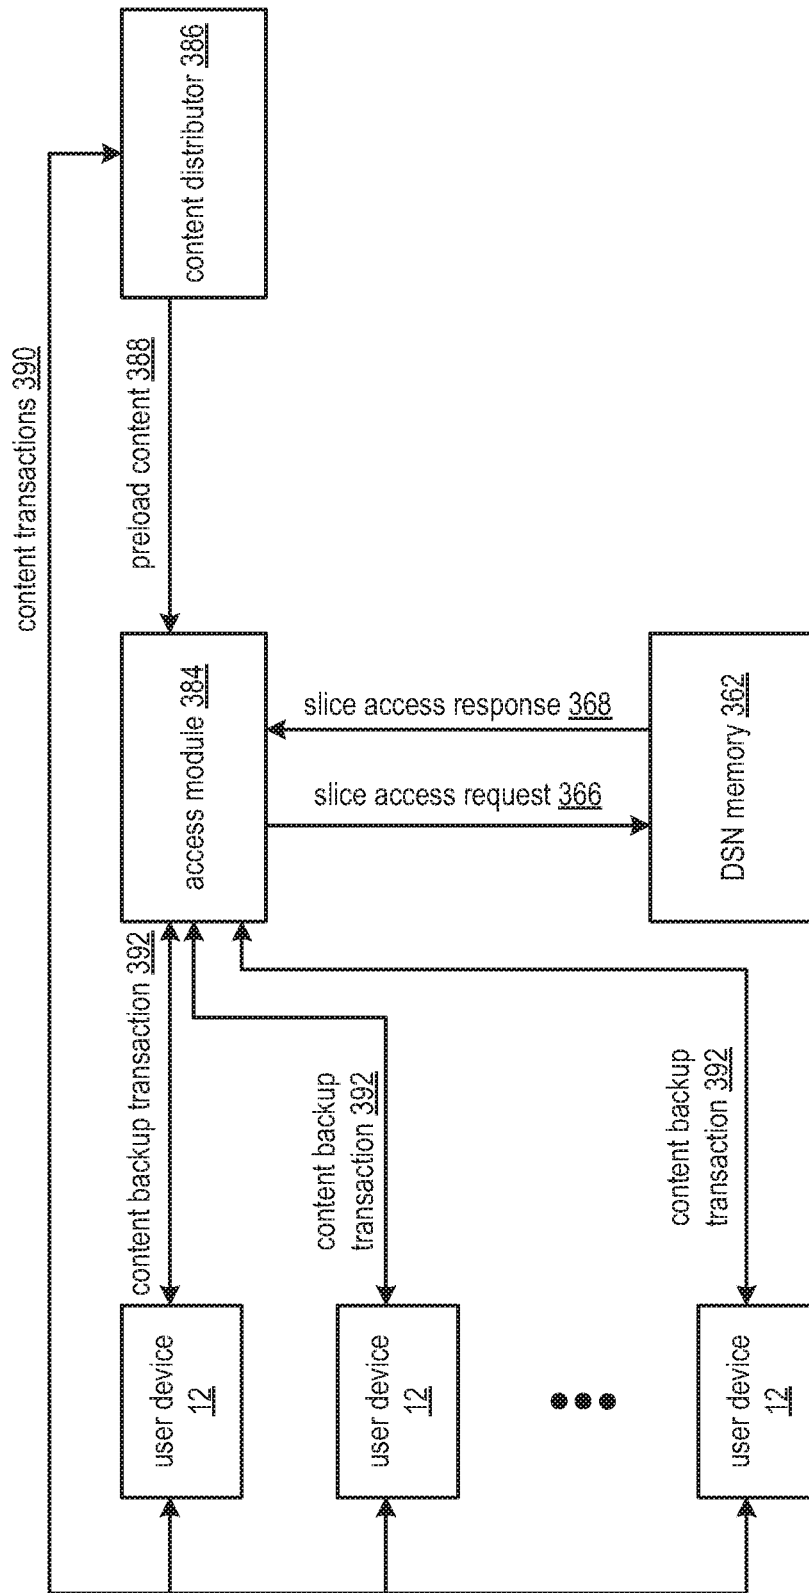 content transactions 390
user device
12
content backup transaction 392
access module 384
preload content 388
content distributor 386
user device
12
content backup
transaction 392
slice access request 366
slice access response 368
user device
12
content backup
transaction 392
DSN memory 362